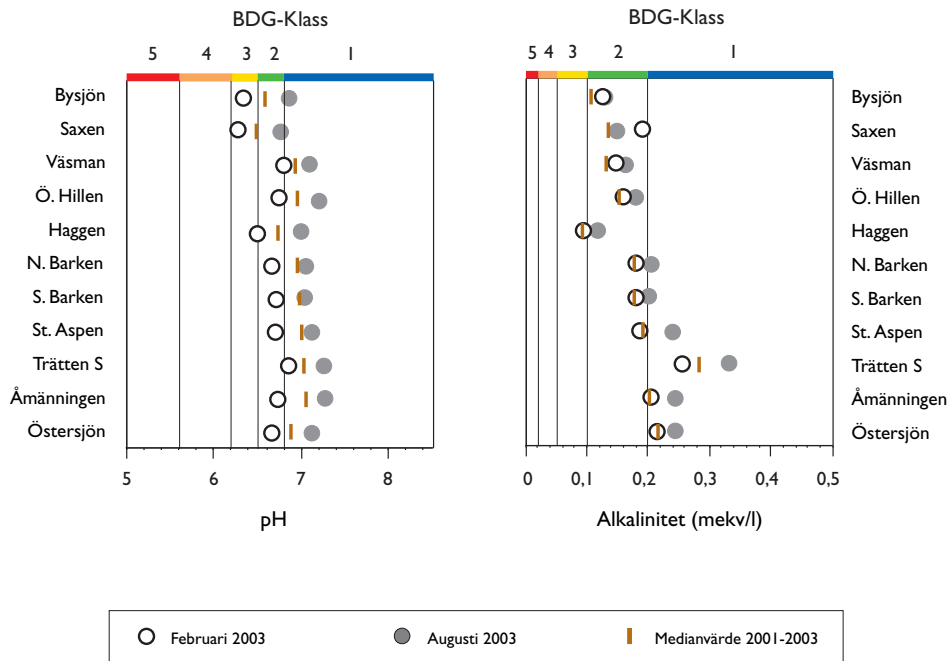 BDG-Klass
5 4 3 2 1
Bysjön
Saxen
Väsman
Ö. Hillen
Haggen
N. Barken
S. Barken
St. Aspen
Trätten S
Åmänningen
Östersjön
5 6 7 8
pH
BDG-Klass
5 4 3 2 1
Bysjön
Saxen
Väsman
Ö. Hillen
Haggen
N. Barken
S. Barken
St. Aspen
Trätten S
Åmänningen
Östersjön
0 0,1 0,2 0,3 0,4 0,5
Alkalinitet (mekv/l)
Februari 2003 Augusti 2003 Medianvärde 2001-2003